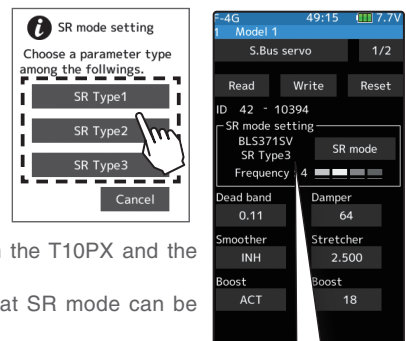 SR mode setting
Choose a parameter type
among the follwings.
SR Type1
SR Type2
SR Type3
Cancel
the T10PX and the
at SR mode can be
F-4G 49:15 7.7V
1 Model 1
S.Bus servo 1/2
Read Write Reset
ID 42 - 10394
SR mode setting
BLS371SV
SR Type3
SR mode
Frequency 4
Dead band Damper
0.11 64
Smoother Stretcher
INH 2.500
Boost Boost
ACT 18